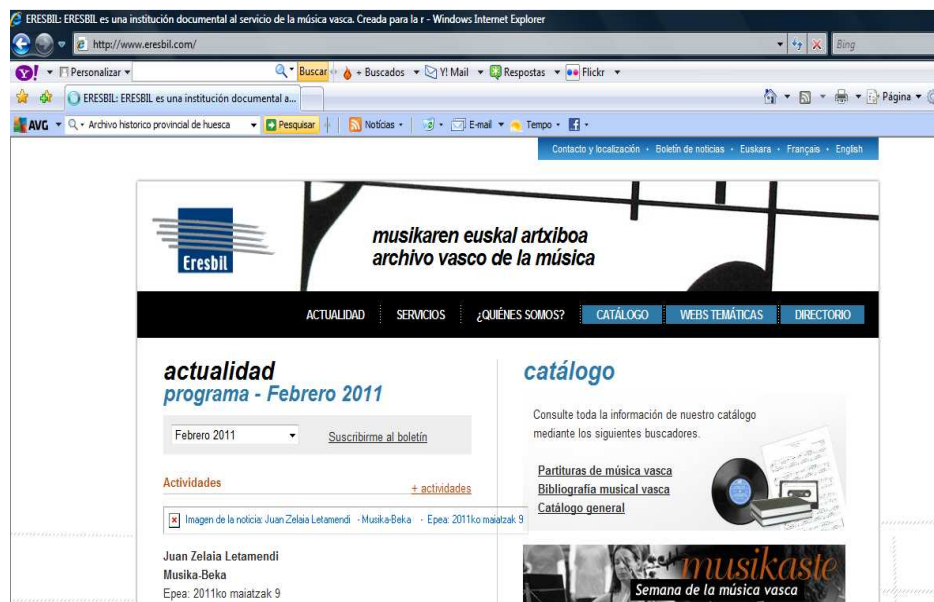 ERESBIL: ERESBIL es una institución documental al servicio de la música vasca. Creada para la r - Windows Internet Explorer
http://www.eresbil.com/
Bing
Y! Personalizar Buscar + Buscados Y! Mail Respostas Flickr
ERESBIL: ERESBIL es una institución documental a...
Página
AVG Archivo historico provincial de huesca Pesquisar Notícias E-mail Tempo
Contacto y localización · Boletín de noticias · Euskara · Français · English
Eresbil
musikaren euskal artxiboa
archivo vasco de la música
ACTUALIDAD SERVICIOS ¿QUIÉNES SOMOS? CATÁLOGO WEBS TEMÁTICAS DIRECTORIO
actualidad
programa - Febrero 2011
Febrero 2011 Suscribirme al boletín
Actividades + actividades
Imagen de la noticia: Juan Zelaia Letamendi - Musika-Beka - Epea: 2011ko maiatzak 9
Juan Zelaia Letamendi
Musika-Beka
Epea: 2011ko maiatzak 9
catálogo
Consulte toda la información de nuestro catálogo
mediante los siguientes buscadores.
Partituras de música vasca
Bibliografía musical vasca
Catálogo general
musikaste
Semana de la música vasca